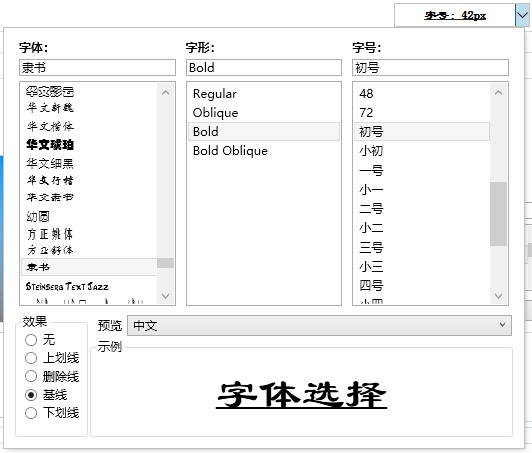 字号: 42px
字体:
字形:
字号:
隶书
Bold
初号
华文彩云
华文新魏
华文楷体
华文琥珀
华文细黑
华文行楷
华文隶书
幼圆
方正姚体
方正舒体
隶书
Steinberg Text Jazz
Regular
Oblique
Bold
Bold Oblique
48
72
初号
小初
一号
小一
二号
小二
三号
小三
四号
小四
效果
无
上划线
删除线
基线
下划线
预览
中文
示例
字体选择